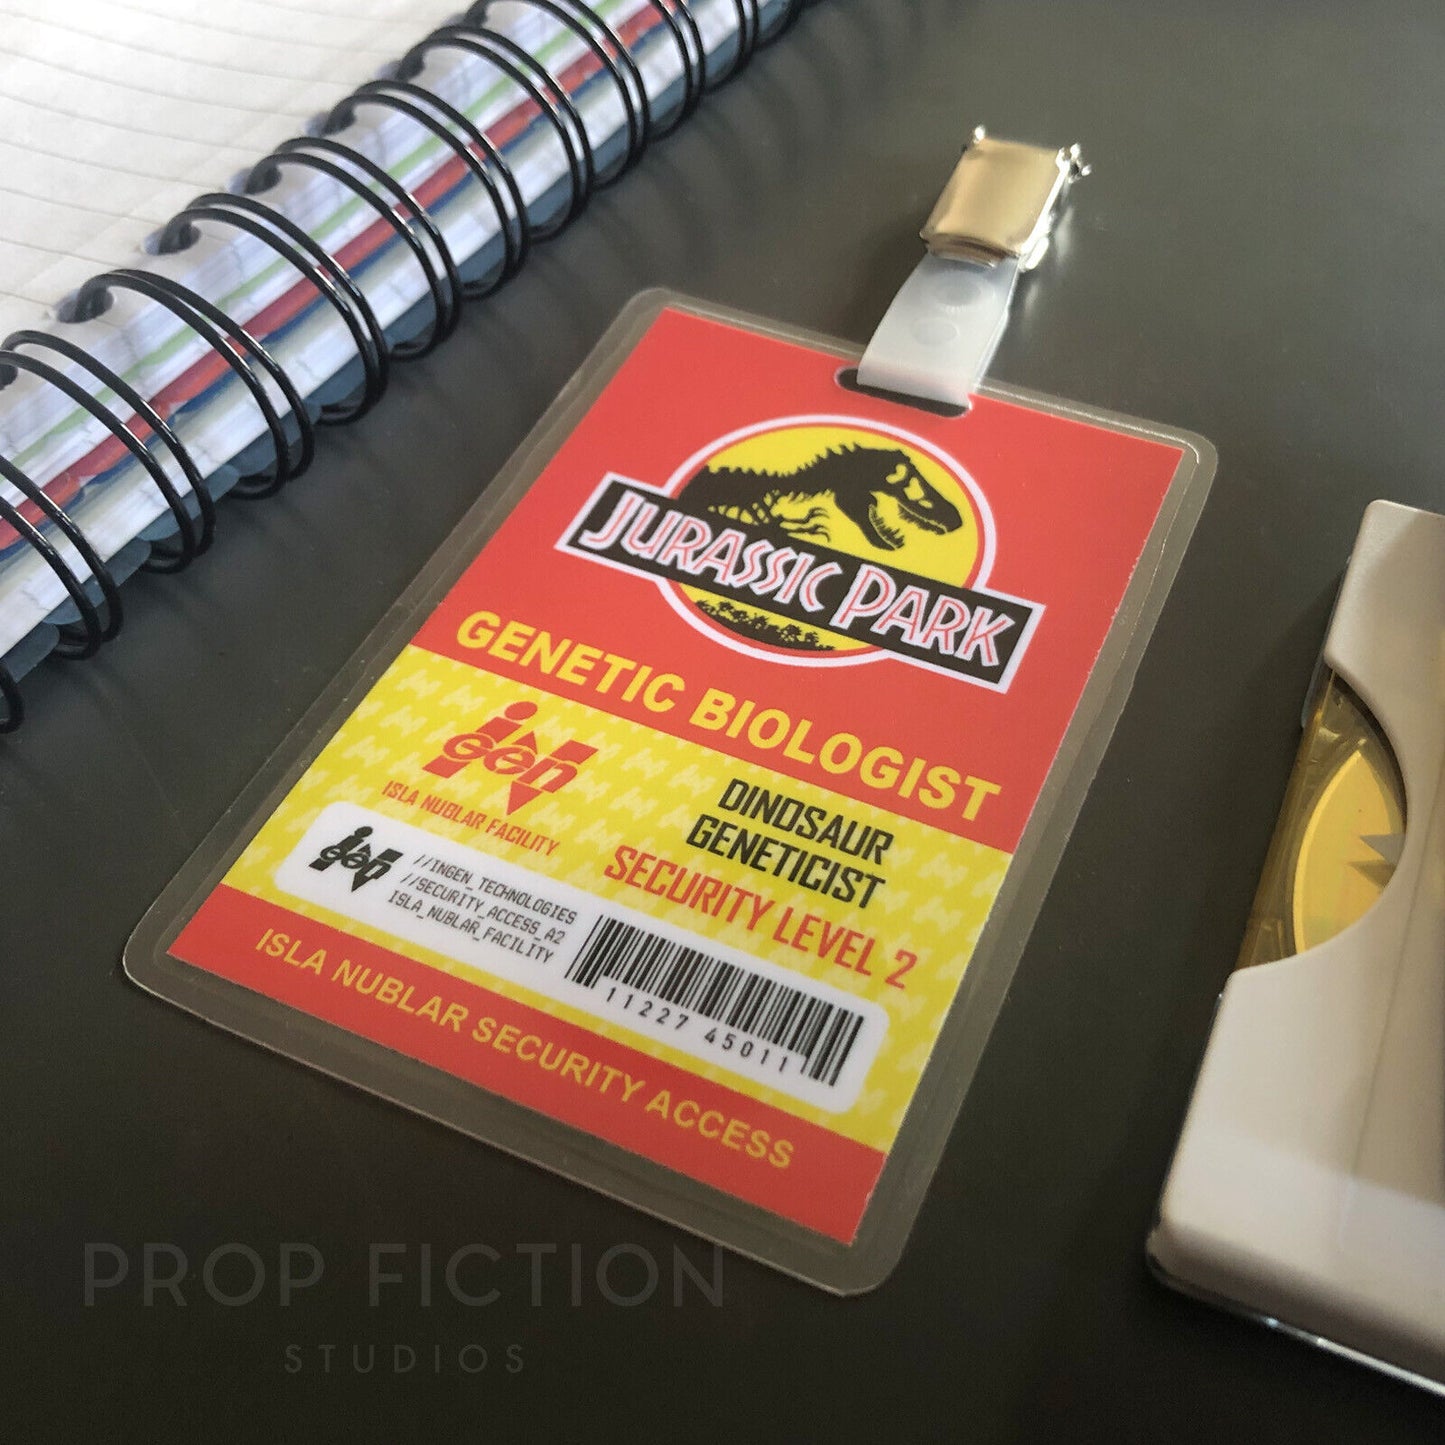 JURASSIC PARK
GENETIC BIOLOGIST
inGen
ISLA NUBLAR FACILITY
DINOSAUR
GENETICIST
SECURITY LEVEL 2
inGen
//INGEN_TECHNOLOGIES
//SECURITY_ACCESS_A2
ISLA_NUBLAR_FACILITY
11227 45011
ISLA NUBLAR SECURITY ACCESS
PROP FICTION
STUDIOS